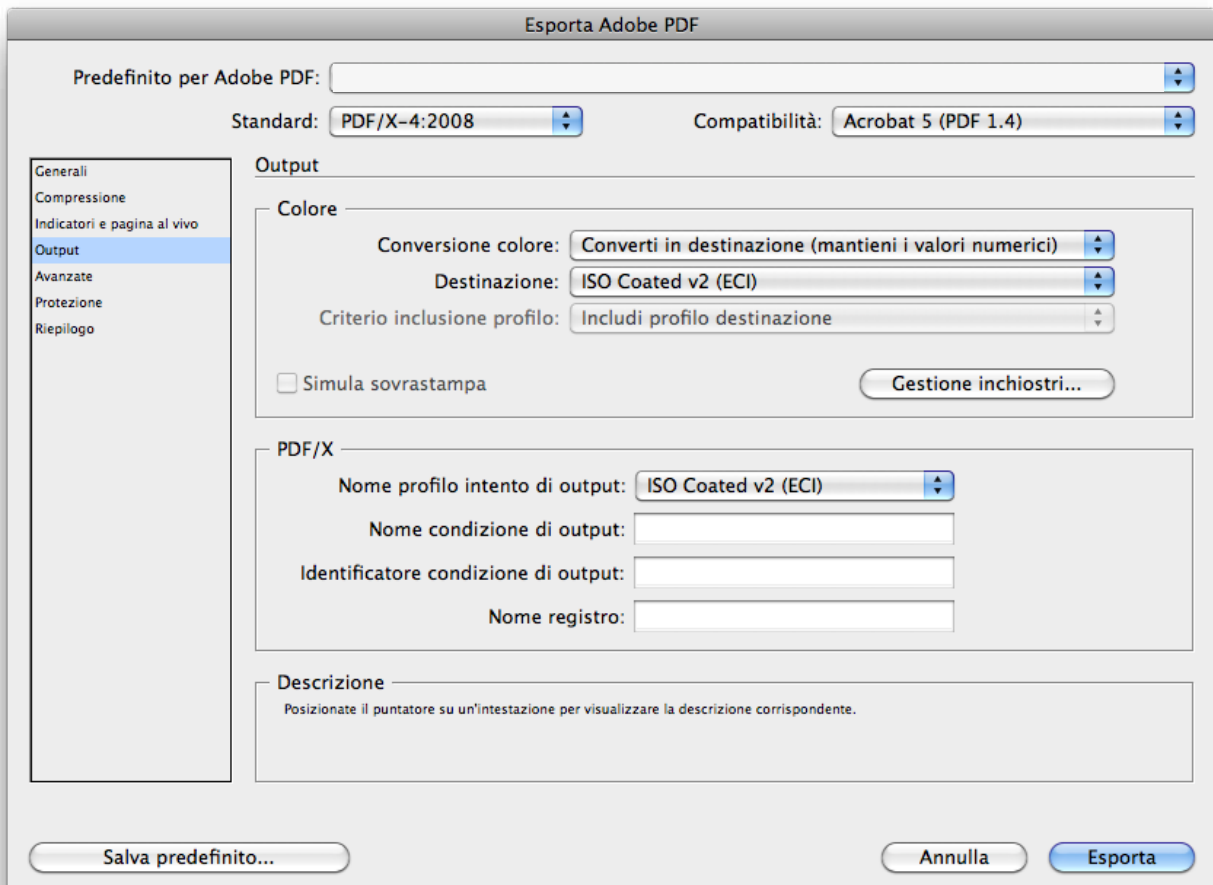 Esporta Adobe PDF
Predefinito per Adobe PDF:
Standard: PDF/X-4:2008 Compatibilità: Acrobat 5 (PDF 1.4)
Generali
Compressione
Indicatori e pagina al vivo
Output
Avanzate
Protezione
Riepilogo
Output
Colore
Conversione colore: Converti in destinazione (mantieni i valori numerici)
Destinazione: ISO Coated v2 (ECI)
Criterio inclusione profilo: Includi profilo destinazione
Simula sovrastampa Gestione inchiostri...
PDF/X
Nome profilo intento di output: ISO Coated v2 (ECI)
Nome condizione di output:
Identificatore condizione di output:
Nome registro:
Descrizione
Posizionate il puntatore su un'intestazione per visualizzare la descrizione corrispondente.
Salva predefinito... Annulla Esporta